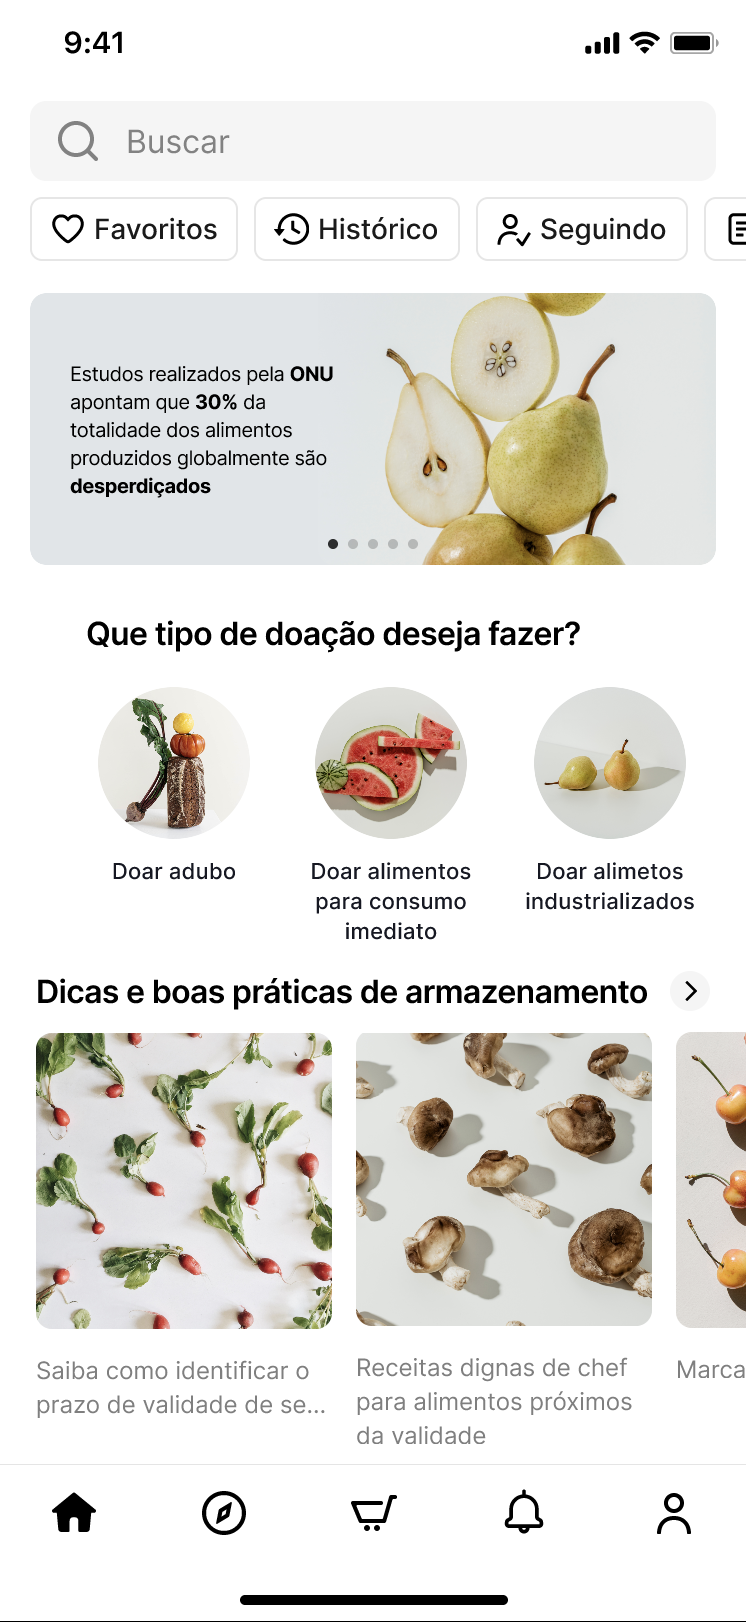 9:41
Buscar
Favoritos
Histórico
Seguindo
Estudos realizados pela ONU
apontam que 30% da
totalidade dos alimentos
produzidos globalmente são
desperdiçados
Que tipo de doação deseja fazer?
Doar adubo
Doar alimentos
para consumo
imediato
Doar alimetos
industrializados
Dicas e boas práticas de armazenamento
Saiba como identificar o
prazo de validade de se...
Receitas dignas de chef
para alimentos próximos
da validade
Marca